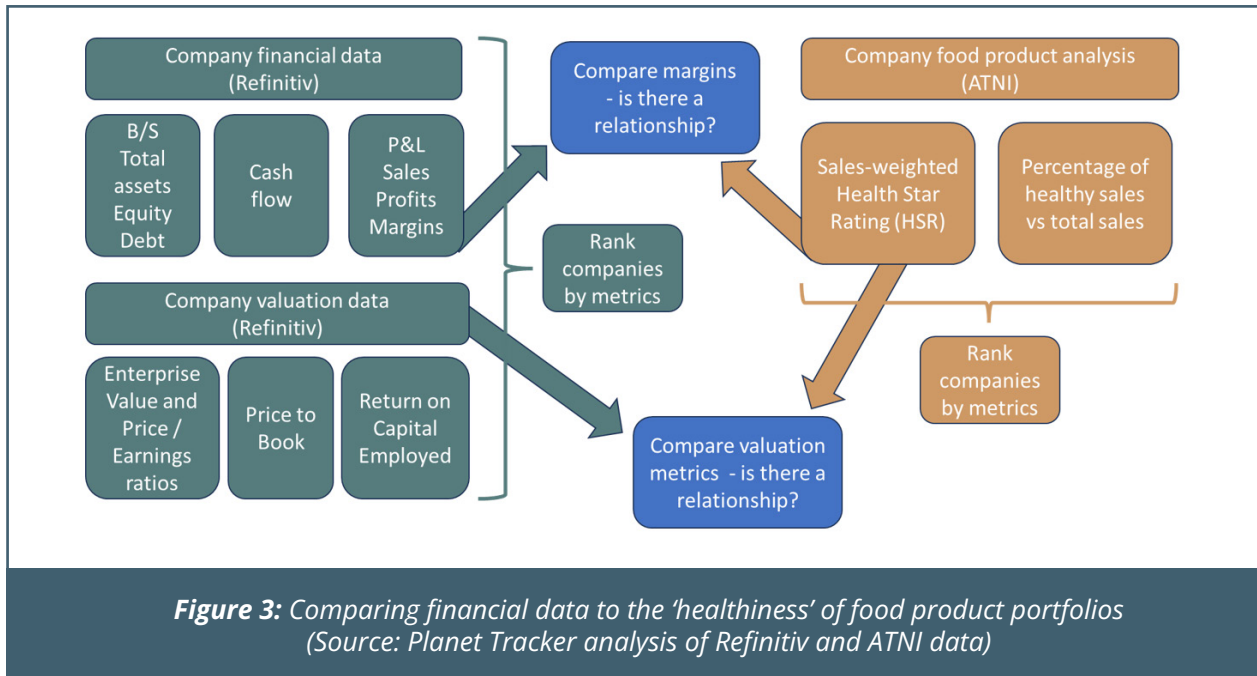 Company financial data
(Refinitiv)
B/S
Total
assets
Equity
Debt
Cash
flow
P&L
Sales
Profits
Margins
Company valuation data
(Refinitiv)
Enterprise
Value and
Price /
Earnings
ratios
Price to
Book
Return on
Capital
Employed
Rank
companies
by metrics
Compare margins
- is there a
relationship?
Compare valuation
metrics - is there a
relationship?
Company food product analysis
(ATNI)
Sales-weighted
Health Star
Rating (HSR)
Percentage of
healthy sales
vs total sales
Rank
companies
by metrics
Figure 3: Comparing financial data to the ‘healthiness’ of food product portfolios
(Source: Planet Tracker analysis of Refinitiv and ATNI data)